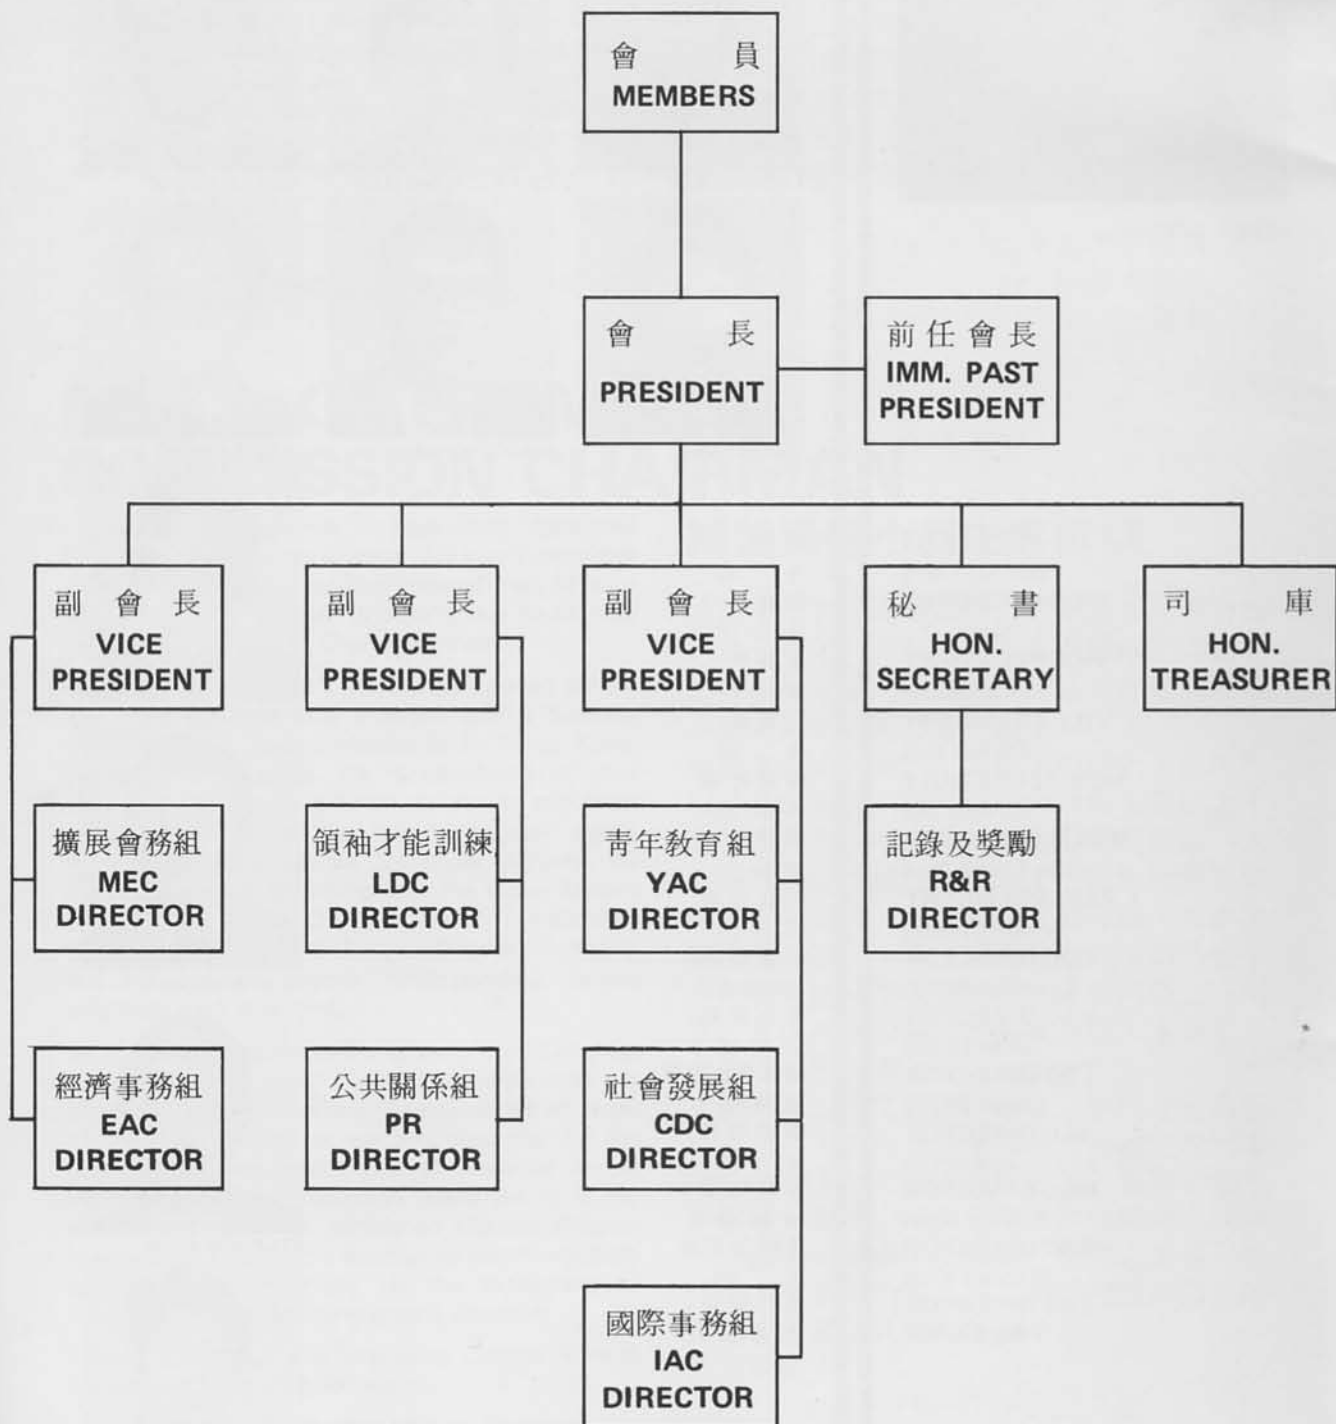 會員
MEMBERS
會長
PRESIDENT
前任會長
IMM. PAST
PRESIDENT
副會長
VICE
PRESIDENT
副會長
VICE
PRESIDENT
副會長
VICE
PRESIDENT
秘書
HON.
SECRETARY
司庫
HON.
TREASURER
擴展會務組
MEC
DIRECTOR
領袖才能訓練
LDC
DIRECTOR
青年教育組
YAC
DIRECTOR
記錄及獎勵
R&R
DIRECTOR
經濟事務組
EAC
DIRECTOR
公共關係組
PR
DIRECTOR
社會發展組
CDC
DIRECTOR
國際事務組
IAC
DIRECTOR